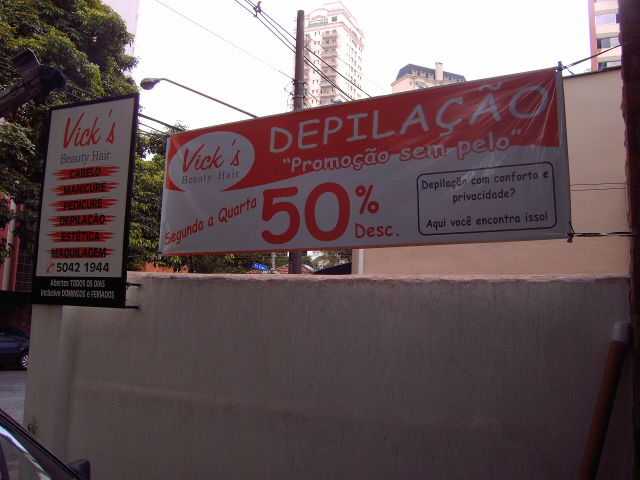 Vick's
Beauty Hair
CABELO
MANICURE
PEDICURE
DEPILAÇÃO
ESTÉTICA
MAQUILAGEM
5042 1944
Abertos TODOS OS DIAS
inclusive DOMINGOS e FERIADOS
Vick's
Beauty Hair
DEPILAÇÃO
"Promoção sem pelo"
Segunda a Quarta
50%
Desc.
Depilação com conforto e
privacidade?
Aqui você encontra isso!